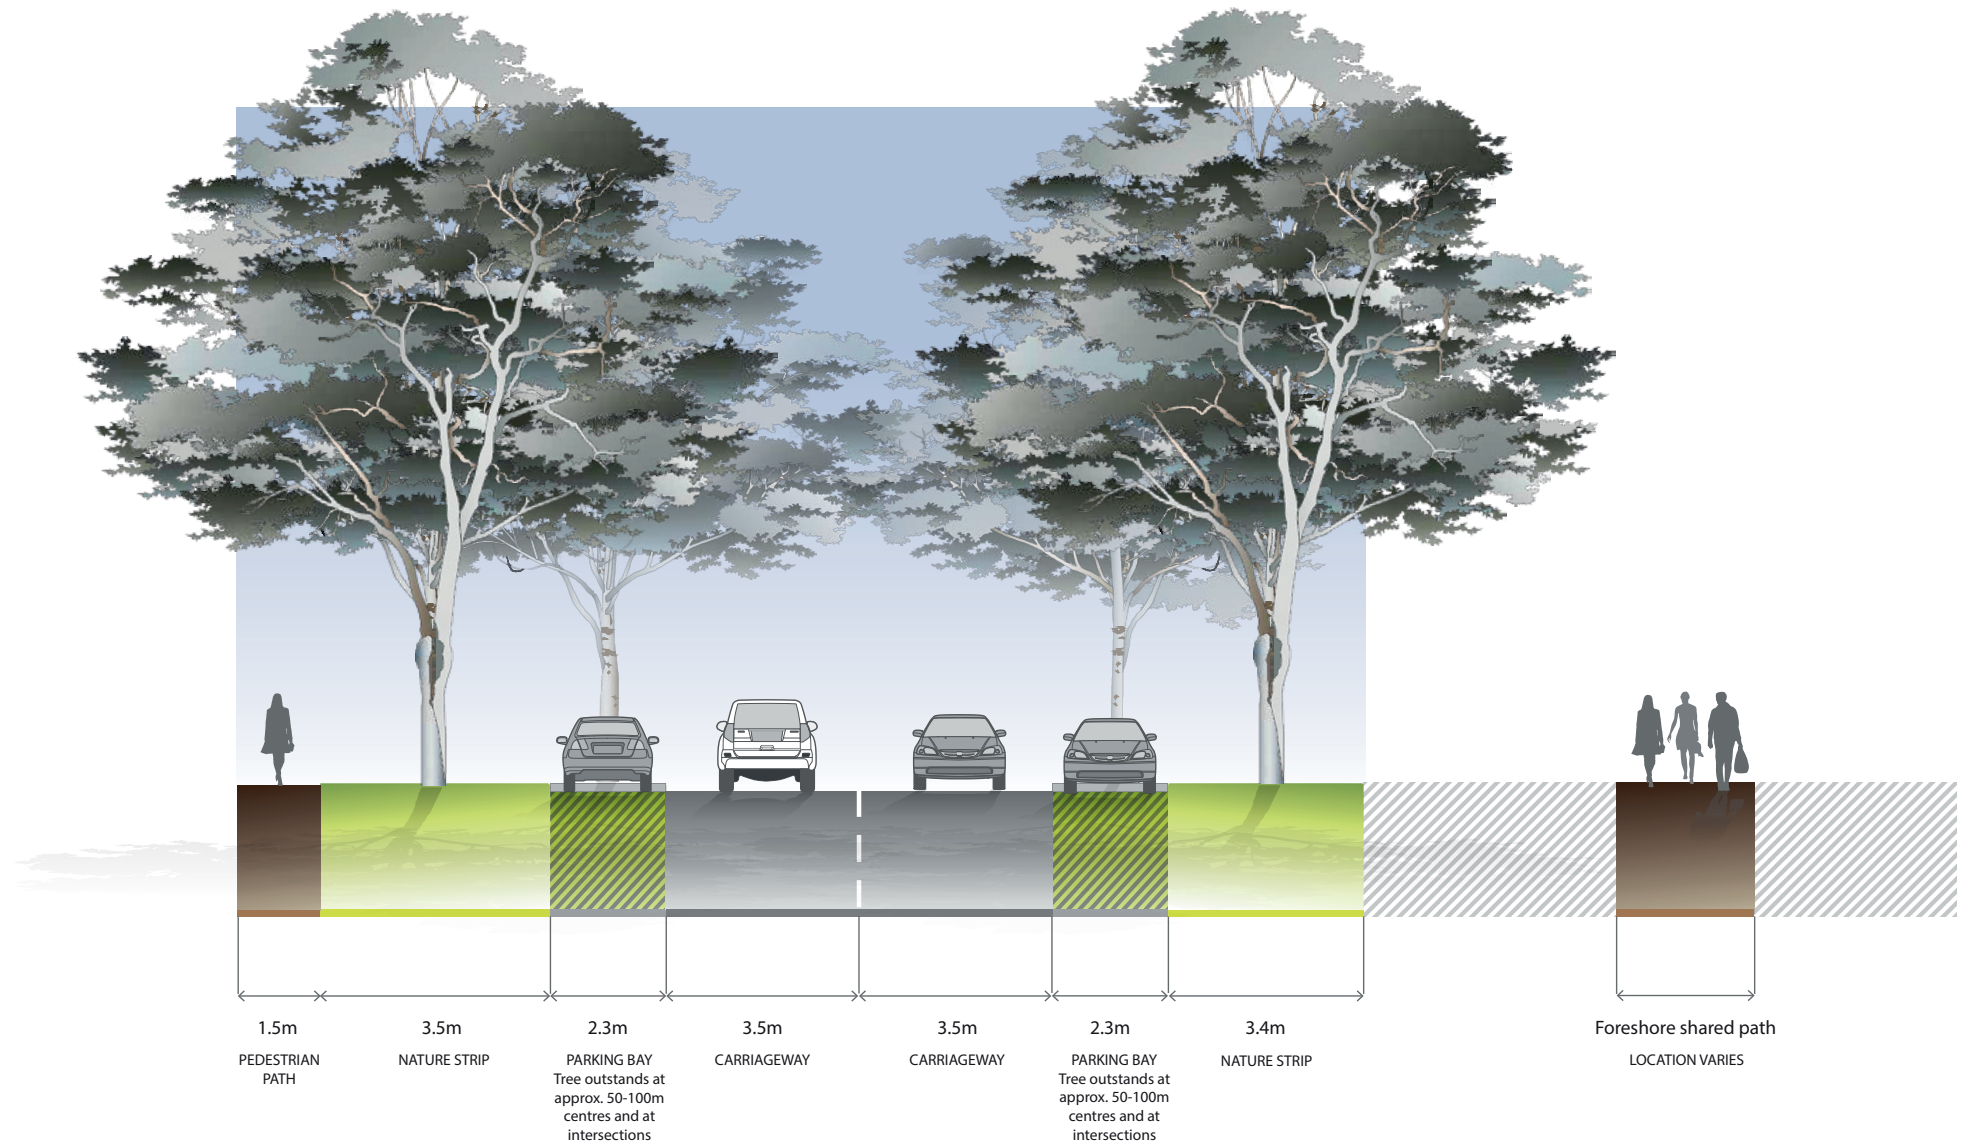 1.5m
PEDESTRIAN
PATH
3.5m
NATURE STRIP
2.3m
PARKING BAY
Tree outstands at
approx. 50-100m
centres and at
intersections
3.5m
CARRIAGEWAY
3.5m
CARRIAGEWAY
2.3m
PARKING BAY
Tree outstands at
approx. 50-100m
centres and at
intersections
3.4m
NATURE STRIP
Foreshore shared path
LOCATION VARIES